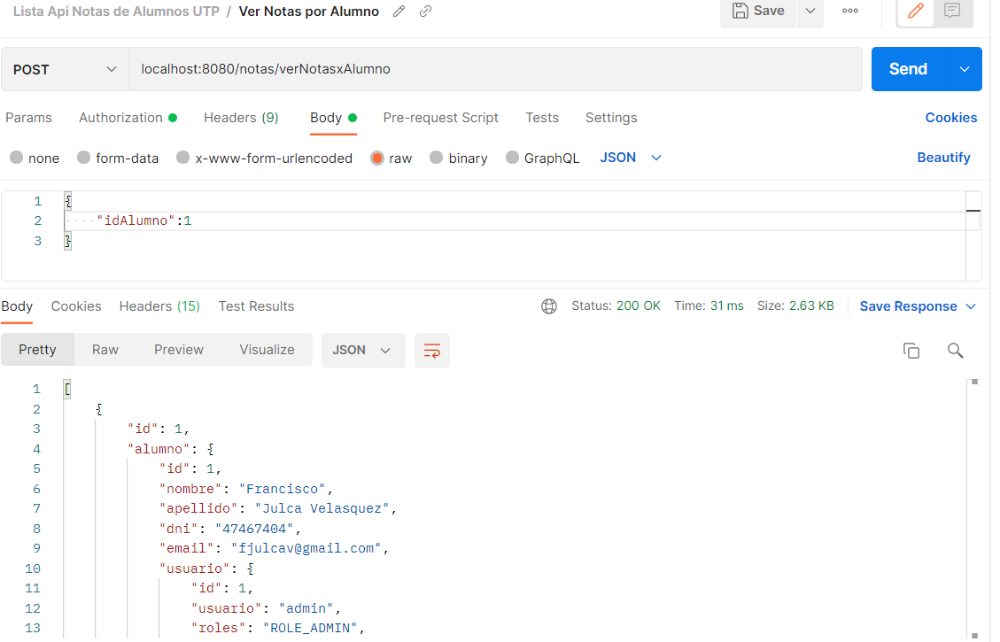 Lista Api Notas de Alumnos UTP / Ver Notas por Alumno Save
POST localhost:8080/notas/verNotasxAlumno Send
Params Authorization Headers (9) Body Pre-request Script Tests Settings Cookies
none form-data x-www-form-urlencoded raw binary GraphQL JSON Beautify
1 {
2 "idAlumno":1
3 }
Body Cookies Headers (15) Test Results Status: 200 OK Time: 31 ms Size: 2.63 KB Save Response
Pretty Raw Preview Visualize JSON
1 [
2 {
3 "id": 1,
4 "alumno": {
5 "id": 1,
6 "nombre": "Francisco",
7 "apellido": "Julca Velasquez",
8 "dni": "47467404",
9 "email": "fjulcav@gmail.com",
10 "usuario": {
11 "id": 1,
12 "usuario": "admin",
13 "roles": "ROLE_ADMIN",